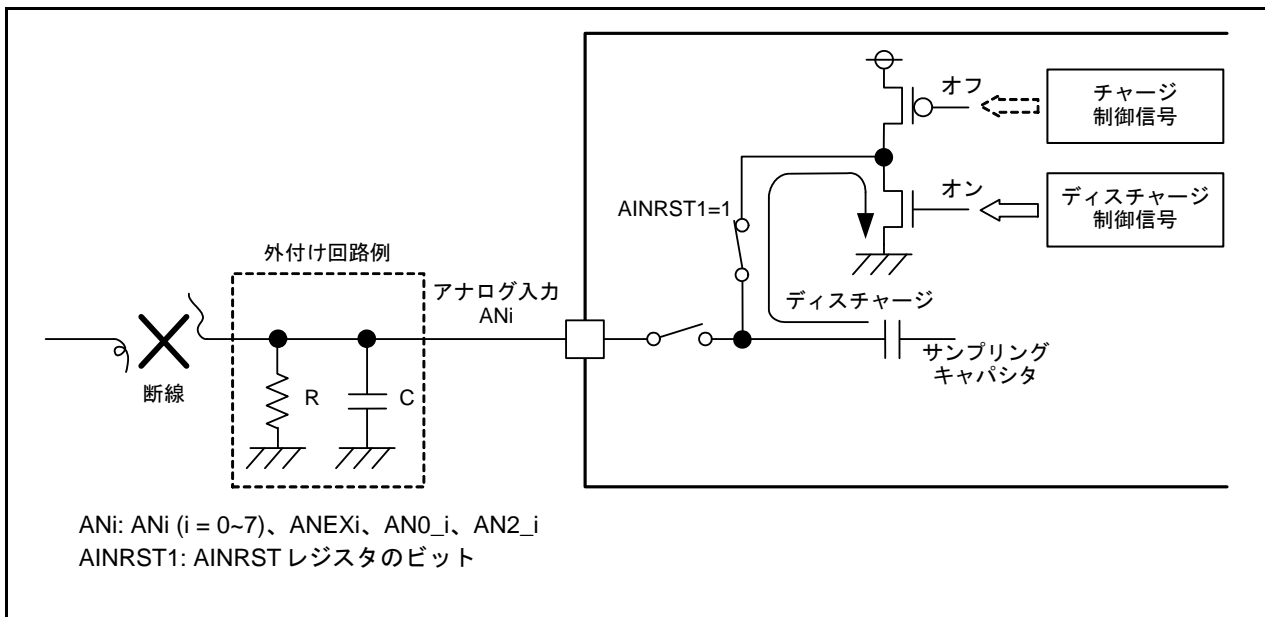 オフ
チャージ
制御信号
オン
ディスチャージ
制御信号
AINRST1=1
外付け回路例
アナログ入力
ANi
ディスチャージ
サンプリング
キャパシタ
断線
R
C
ANi: ANi (i = 0~7)、ANEXi、AN0_i、AN2_i
AINRST1: AINRST レジスタのビット